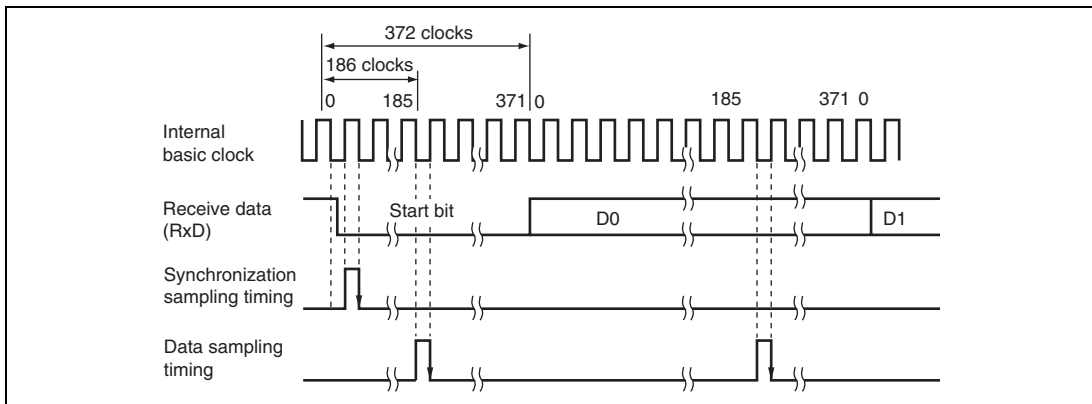 372 clocks
186 clocks
0 185 371 0 185 371 0
Internal
basic clock
Receive data
(RxD)
Start bit D0 D1
Synchronization
sampling timing
Data sampling
timing